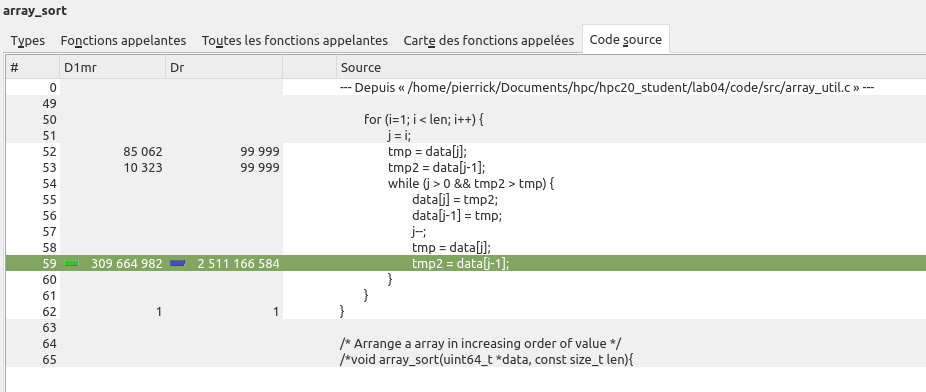 array_sort
Types Fonctions appelantes Toutes les fonctions appelantes Carte des fonctions appelées Code source
# D1mr Dr Source
0 --- Depuis « /home/pierrick/Documents/hpc/hpc20_student/lab04/code/src/array_util.c » ---
49
50 for (i=1; i < len; i++) {
51 j = i;
52 85 062 99 999 tmp = data[j];
53 10 323 99 999 tmp2 = data[j-1];
54 while (j > 0 && tmp2 > tmp) {
55 data[j] = tmp2;
56 data[j-1] = tmp;
57 j--;
58 tmp = data[j];
59 309 664 982 2 511 166 584 tmp2 = data[j-1];
60 }
61 }
62 1 1 }
63
64 /* Arrange a array in increasing order of value */
65 /*void array_sort(uint64_t *data, const size_t len){